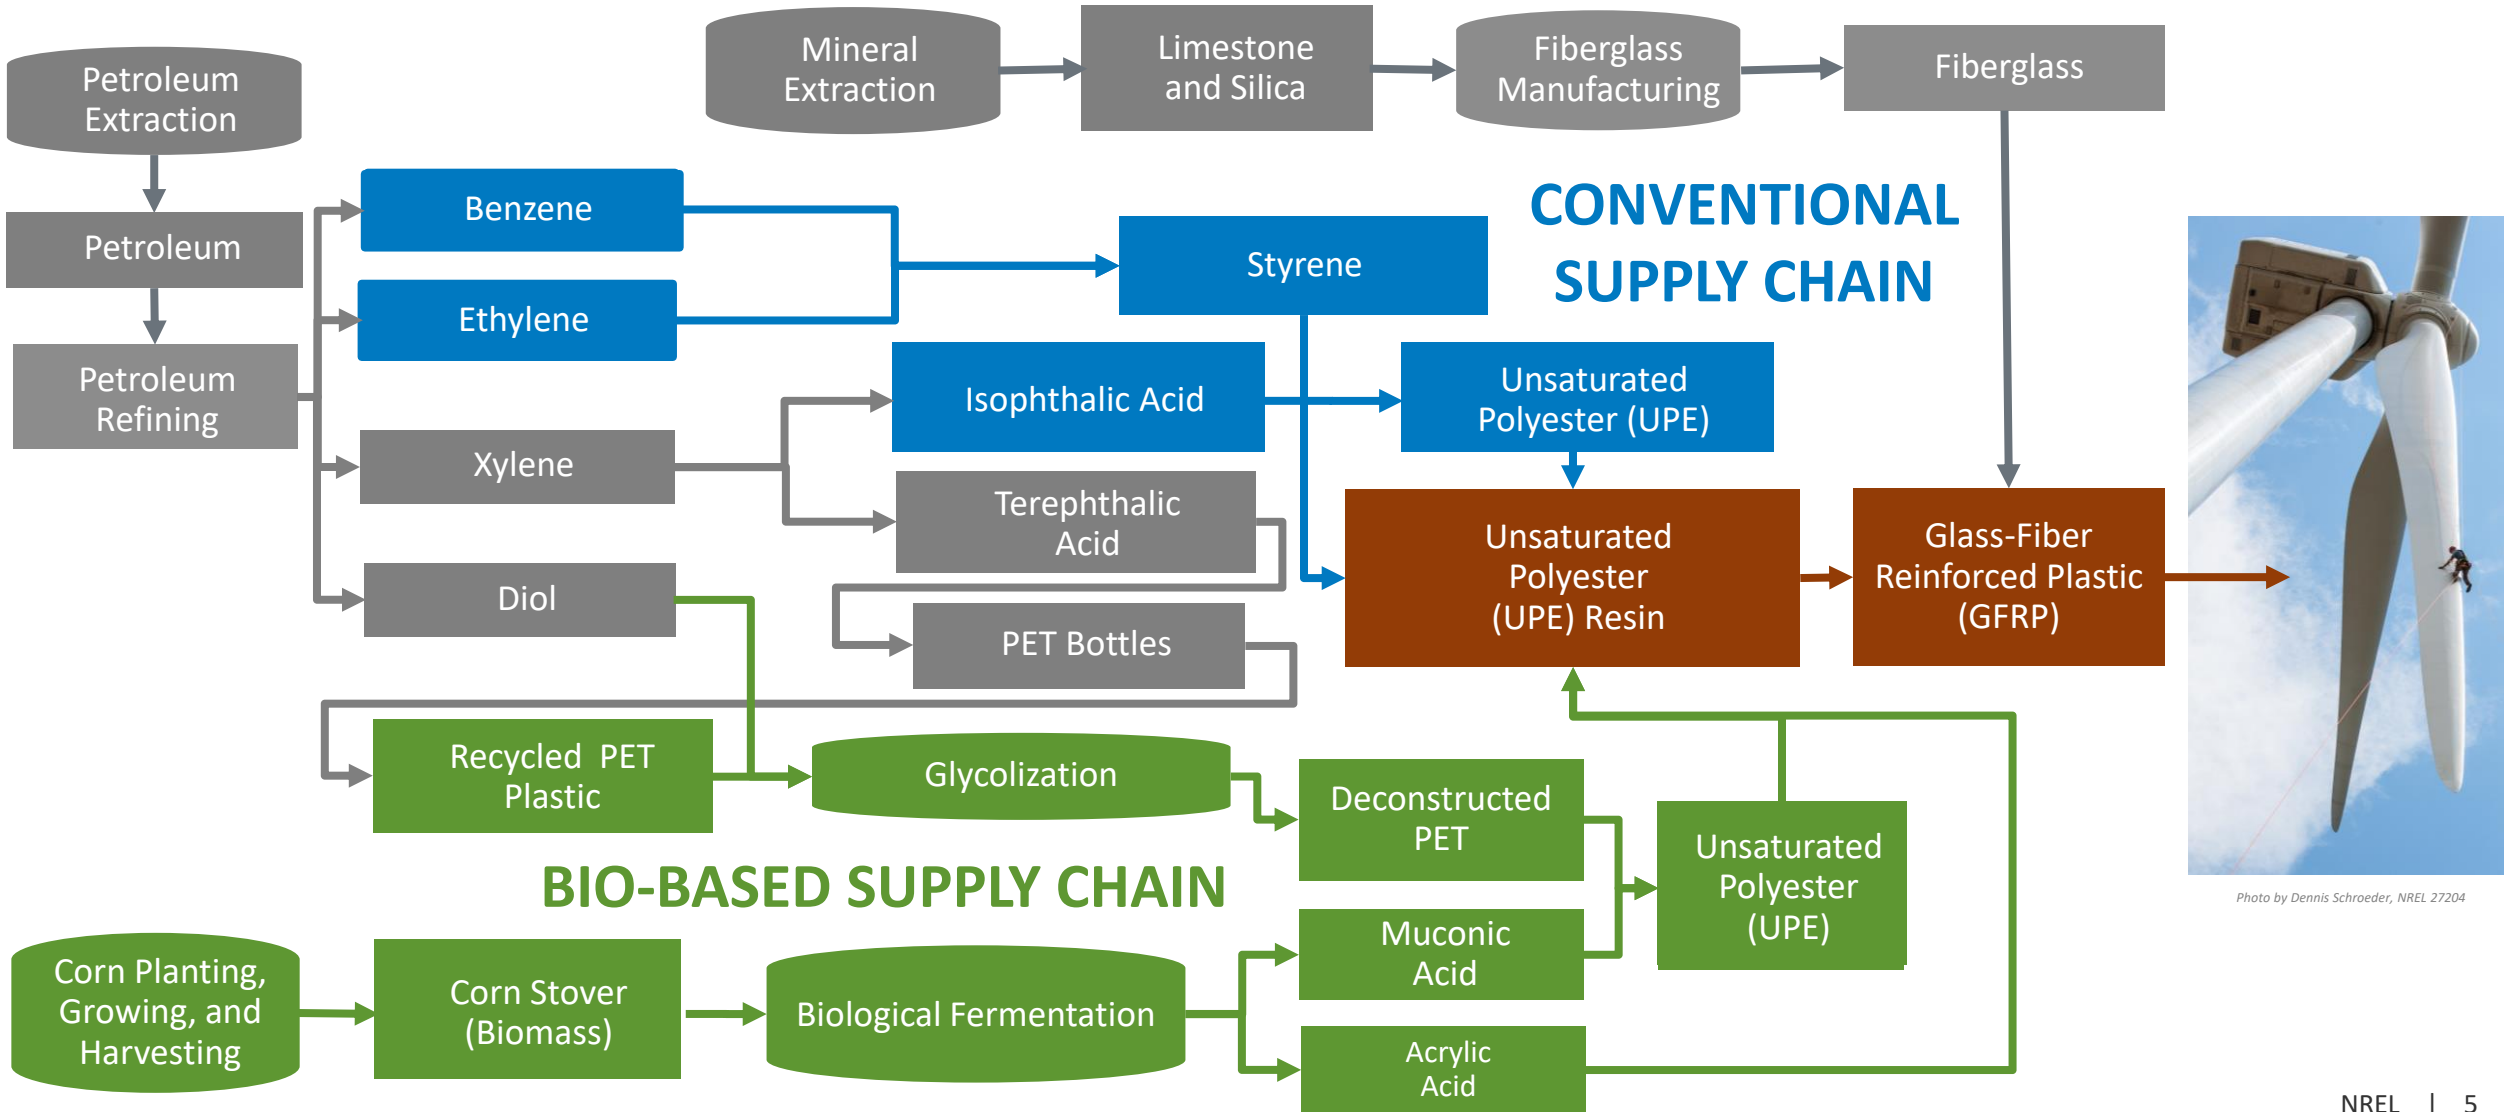 Petroleum
Extraction
Mineral
Extraction
Limestone
and Silica
Fiberglass
Manufacturing
Fiberglass
Petroleum
Petroleum
Refining
Benzene
Ethylene
Xylene
Diol
Styrene
CONVENTIONAL
SUPPLY CHAIN
Isophthalic Acid
Unsaturated
Polyester (UPE)
Terephthalic
Acid
PET Bottles
Unsaturated
Polyester
(UPE) Resin
Glass-Fiber
Reinforced Plastic
(GFRP)
Recycled PET
Plastic
Glycolization
Deconstructed
PET
Unsaturated
Polyester
(UPE)
BIO-BASED SUPPLY CHAIN
Photo by Dennis Schroeder, NREL 27204
Corn Planting,
Growing, and
Harvesting
Corn Stover
(Biomass)
Biological Fermentation
Muconic
Acid
Acrylic
Acid
NREL | 5